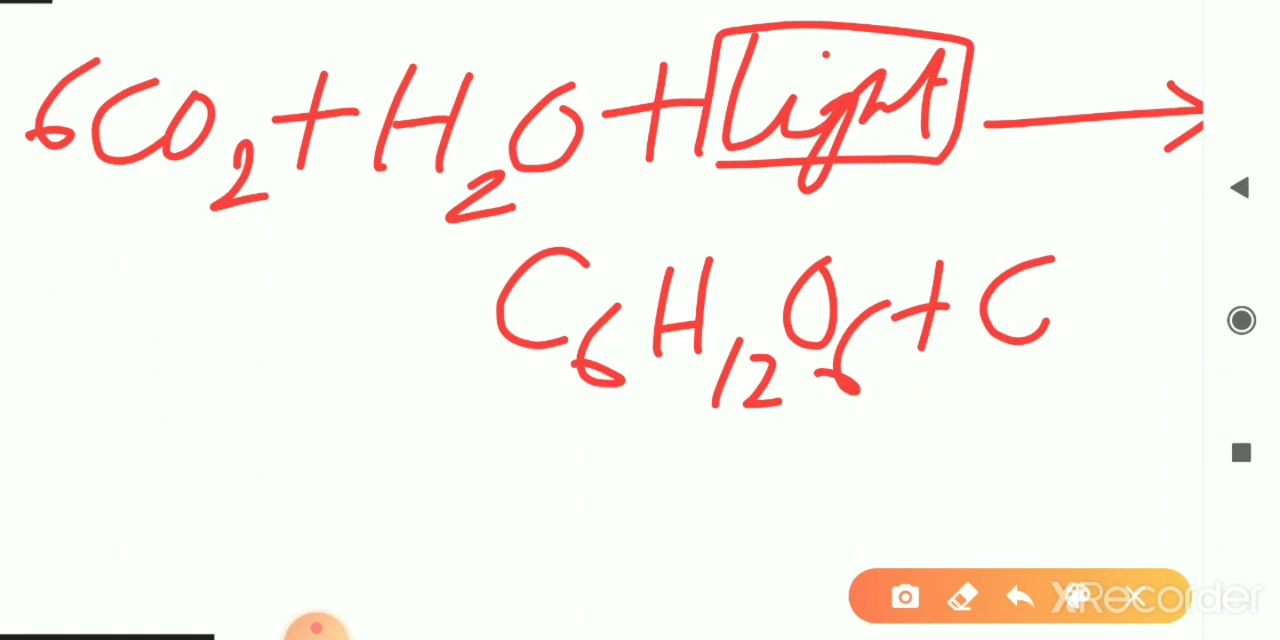 6CO₂ + H₂O + light →
C₆H₁₂O₆ + C
XRecorder